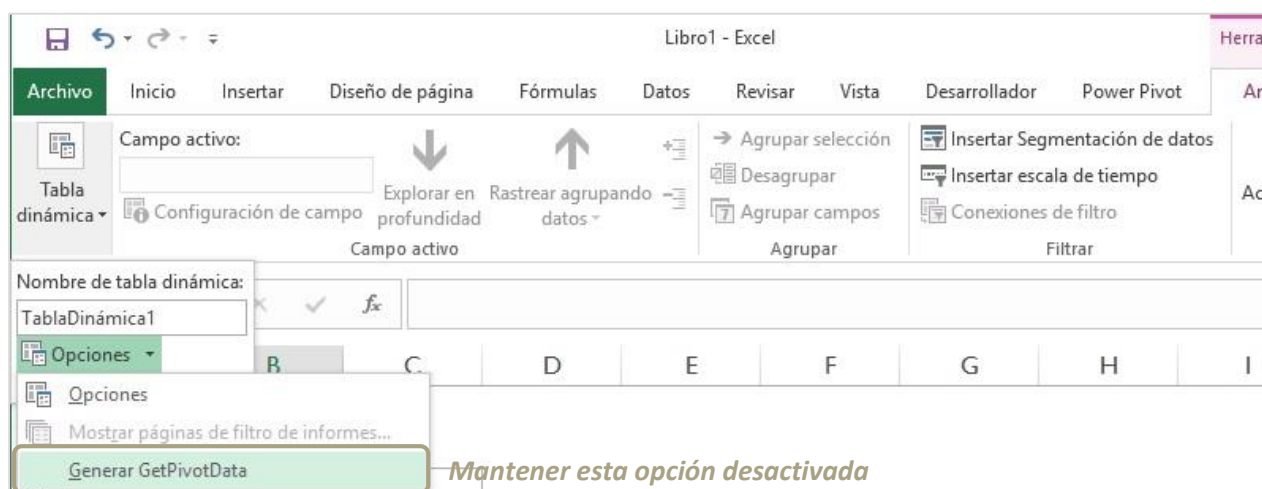 Libro1 - Excel
Herra
Archivo Inicio Insertar Diseño de página Fórmulas Datos Revisar Vista Desarrollador Power Pivot Ar
Tabla dinámica
Campo activo:
Configuración de campo
Explorar en profundidad
Rastrear agrupando datos
Campo activo
Agrupar selección
Desagrupar
7 Agrupar campos
Agrupar
Insertar Segmentación de datos
Insertar escala de tiempo
Conexiones de filtro
Filtrar
Ac
Nombre de tabla dinámica:
TablaDinámica1
fx
Opciones
B C D E F G H I
Opciones
Mostrar páginas de filtro de informes...
Generar GetPivotData
Mantener esta opción desactivada